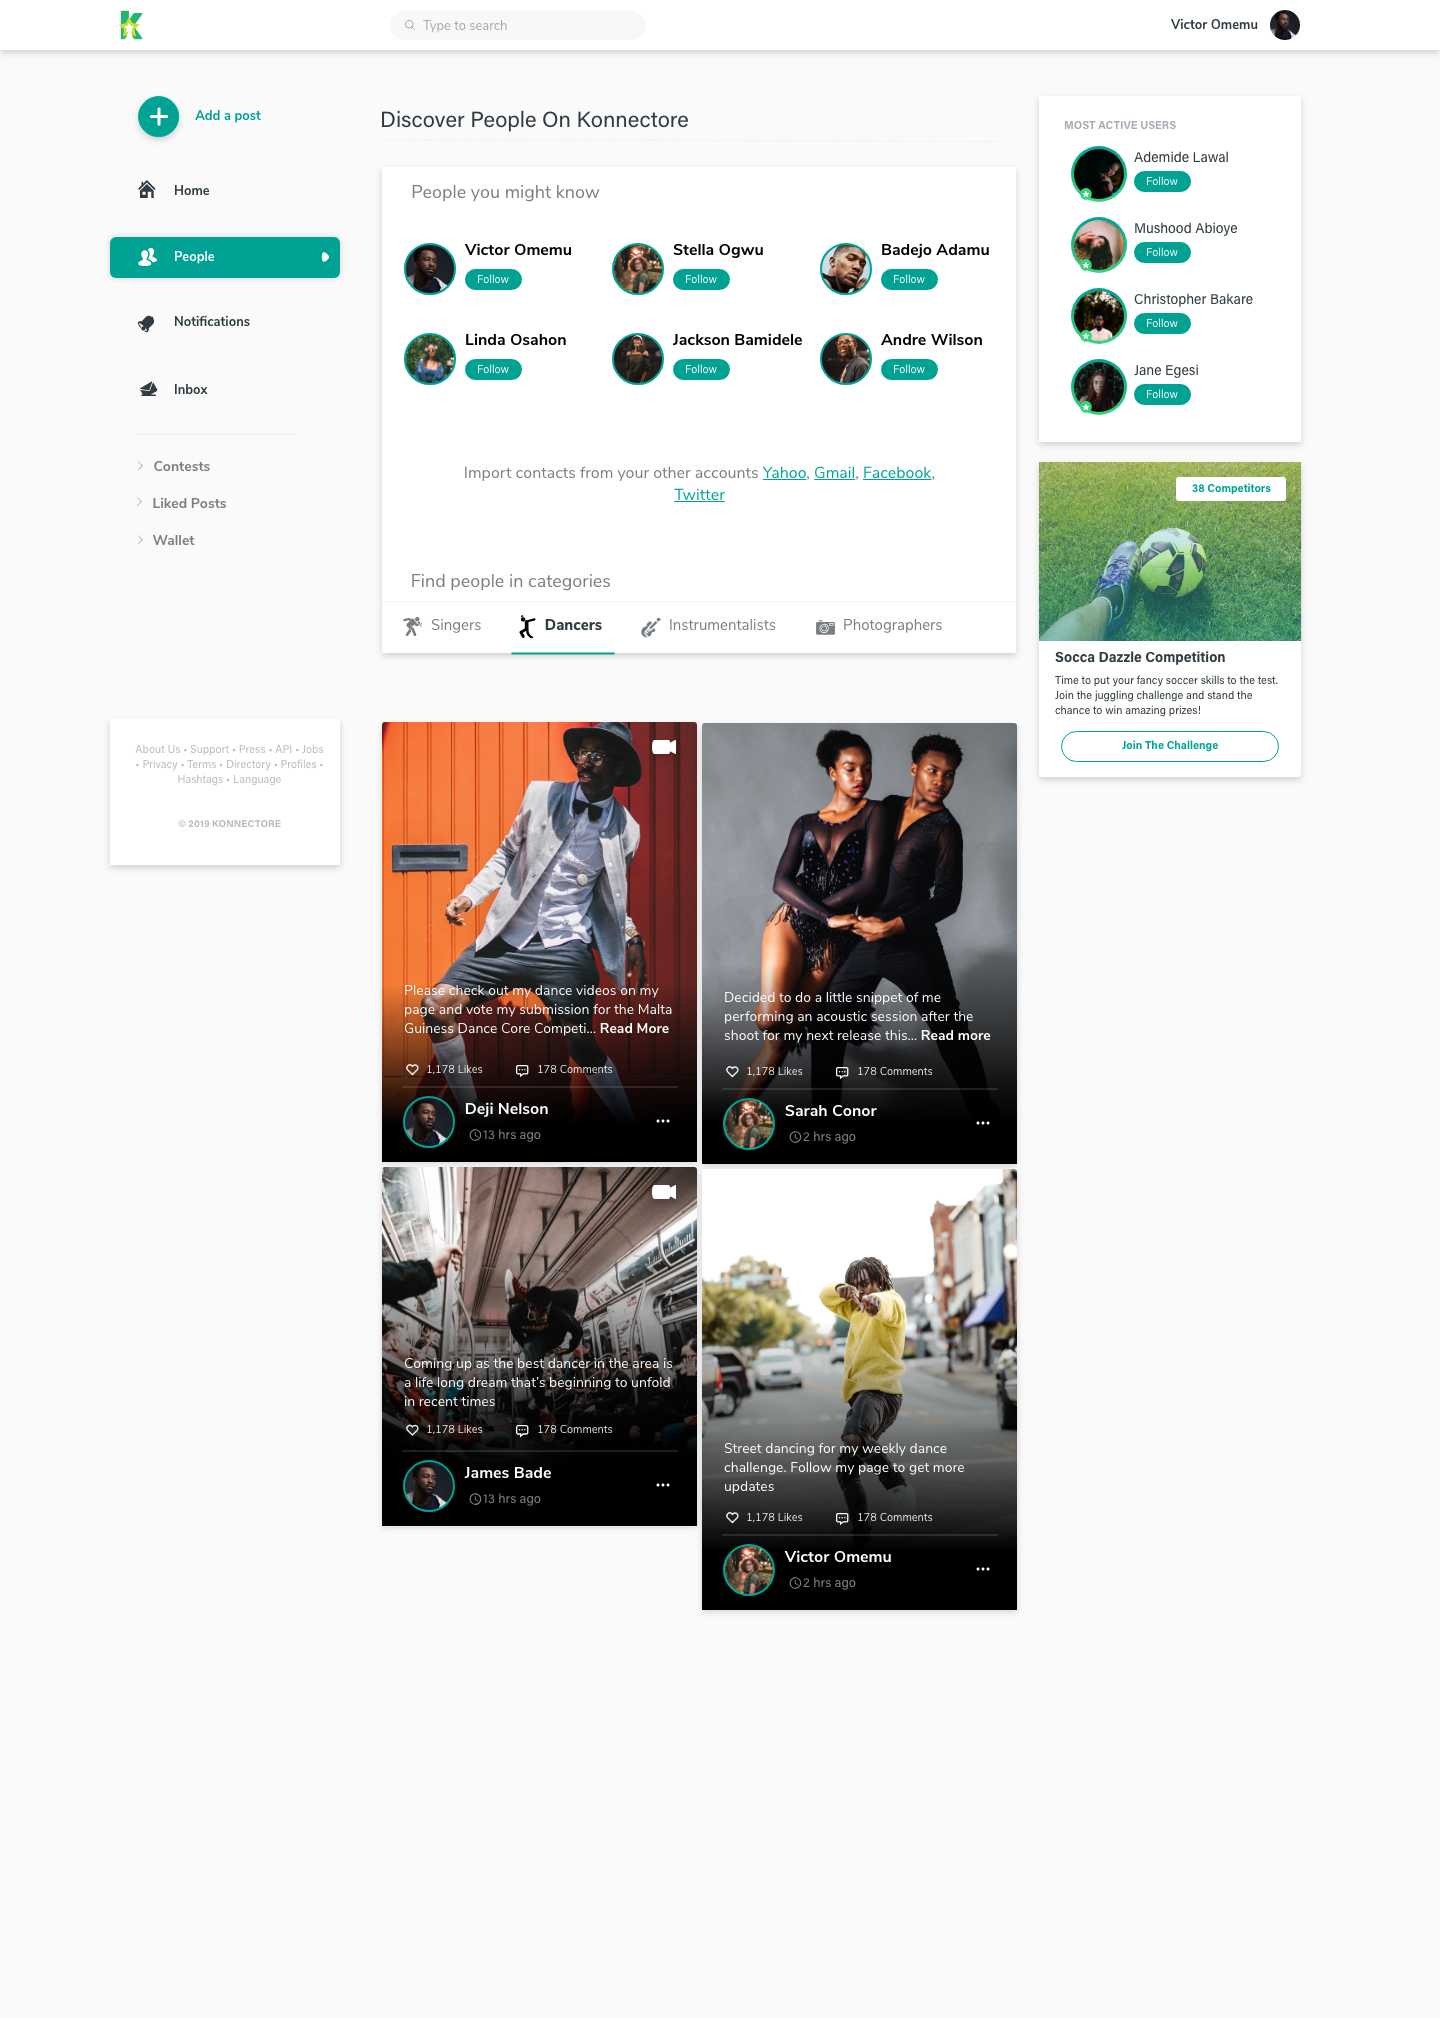 Type to search
Victor Omemu
Add a post
Home
People
Notifications
Inbox
Contests
Liked Posts
Wallet
About Us • Support • Press • API • Jobs
• Privacy • Terms • Directory • Profiles •
Hashtags • Language
© 2019 KONNECTORE
Discover People On Konnectore
People you might know
Victor Omemu
Follow
Stella Ogwu
Follow
Badejo Adamu
Follow
Linda Osahon
Follow
Jackson Bamidele
Follow
Andre Wilson
Follow
Import contacts from your other accounts Yahoo, Gmail, Facebook,
Twitter
Find people in categories
Singers
Dancers
Instrumentalists
Photographers
Please check out my dance videos on my
page and vote my submission for the Malta
Guiness Dance Core Competi... Read More
1,178 Likes
178 Comments
Deji Nelson
13 hrs ago
Decided to do a little snippet of me
performing an acoustic session after the
shoot for my next release this... Read more
1,178 Likes
178 Comments
Sarah Conor
2 hrs ago
Coming up as the best dancer in the area is
a life long dream that's beginning to unfold
in recent times
1,178 Likes
178 Comments
James Bade
13 hrs ago
Street dancing for my weekly dance
challenge. Follow my page to get more
updates
1,178 Likes
178 Comments
Victor Omemu
2 hrs ago
MOST ACTIVE USERS
Ademide Lawal
Follow
Mushood Abioye
Follow
Christopher Bakare
Follow
Jane Egesi
Follow
38 Competitors
Socca Dazzle Competition
Time to put your fancy soccer skills to the test.
Join the juggling challenge and stand the
chance to win amazing prizes!
Join The Challenge